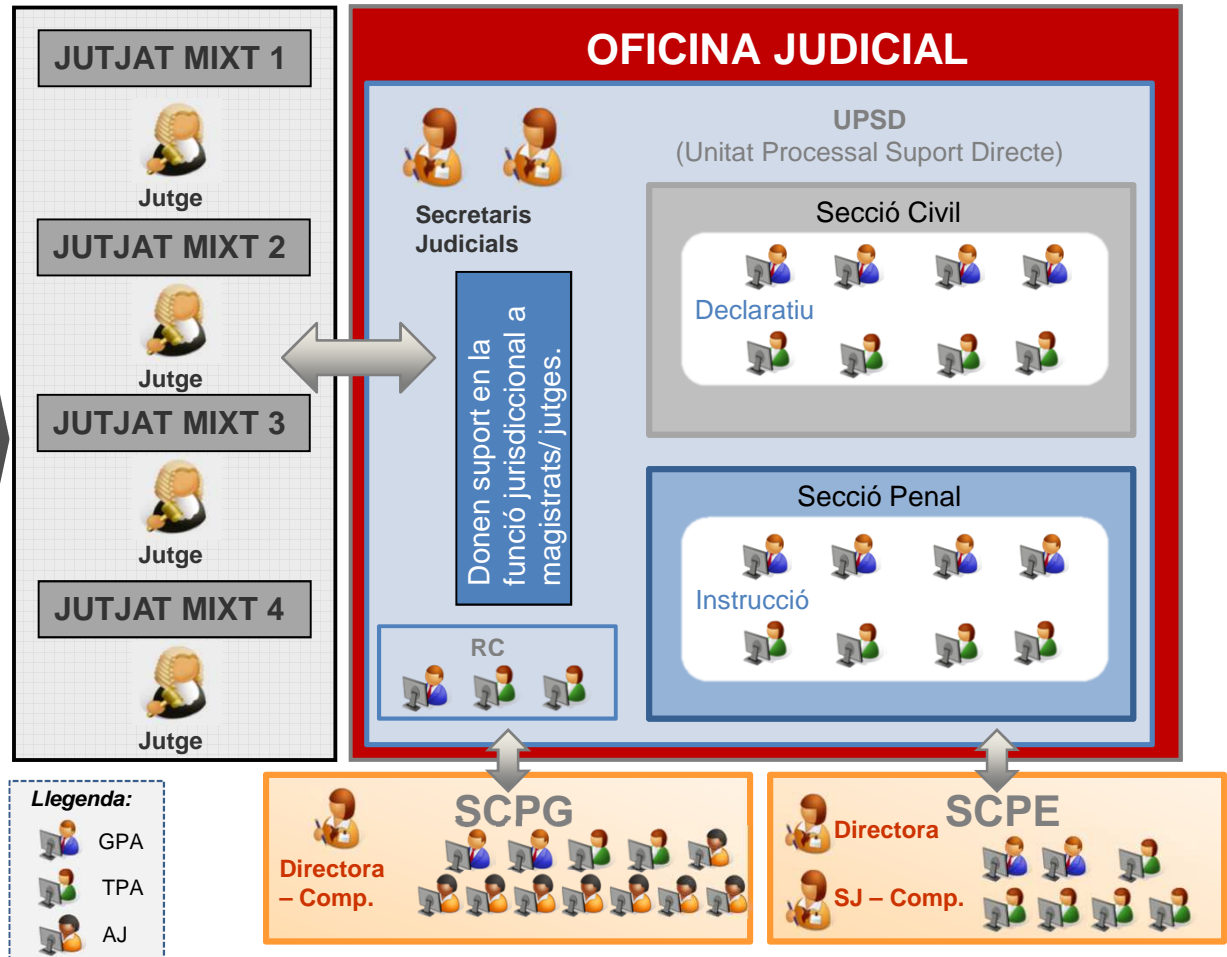 JUTJAT MIXT 1
Jutge
JUTJAT MIXT 2
Jutge
JUTJAT MIXT 3
Jutge
JUTJAT MIXT 4
Jutge
OFICINA JUDICIAL
Secretaris
Judicials
UPSD
(Unitat Processal Suport Directe)
Donen suport en la
funció jurisdiccional a
magistrats/ jutges.
Secció Civil
Declaratiu
Secció Penal
Instrucció
RC
Llegenda:
GPA
TPA
AJ
SCPG
Directora
– Comp.
SCPE
Directora
SJ – Comp.